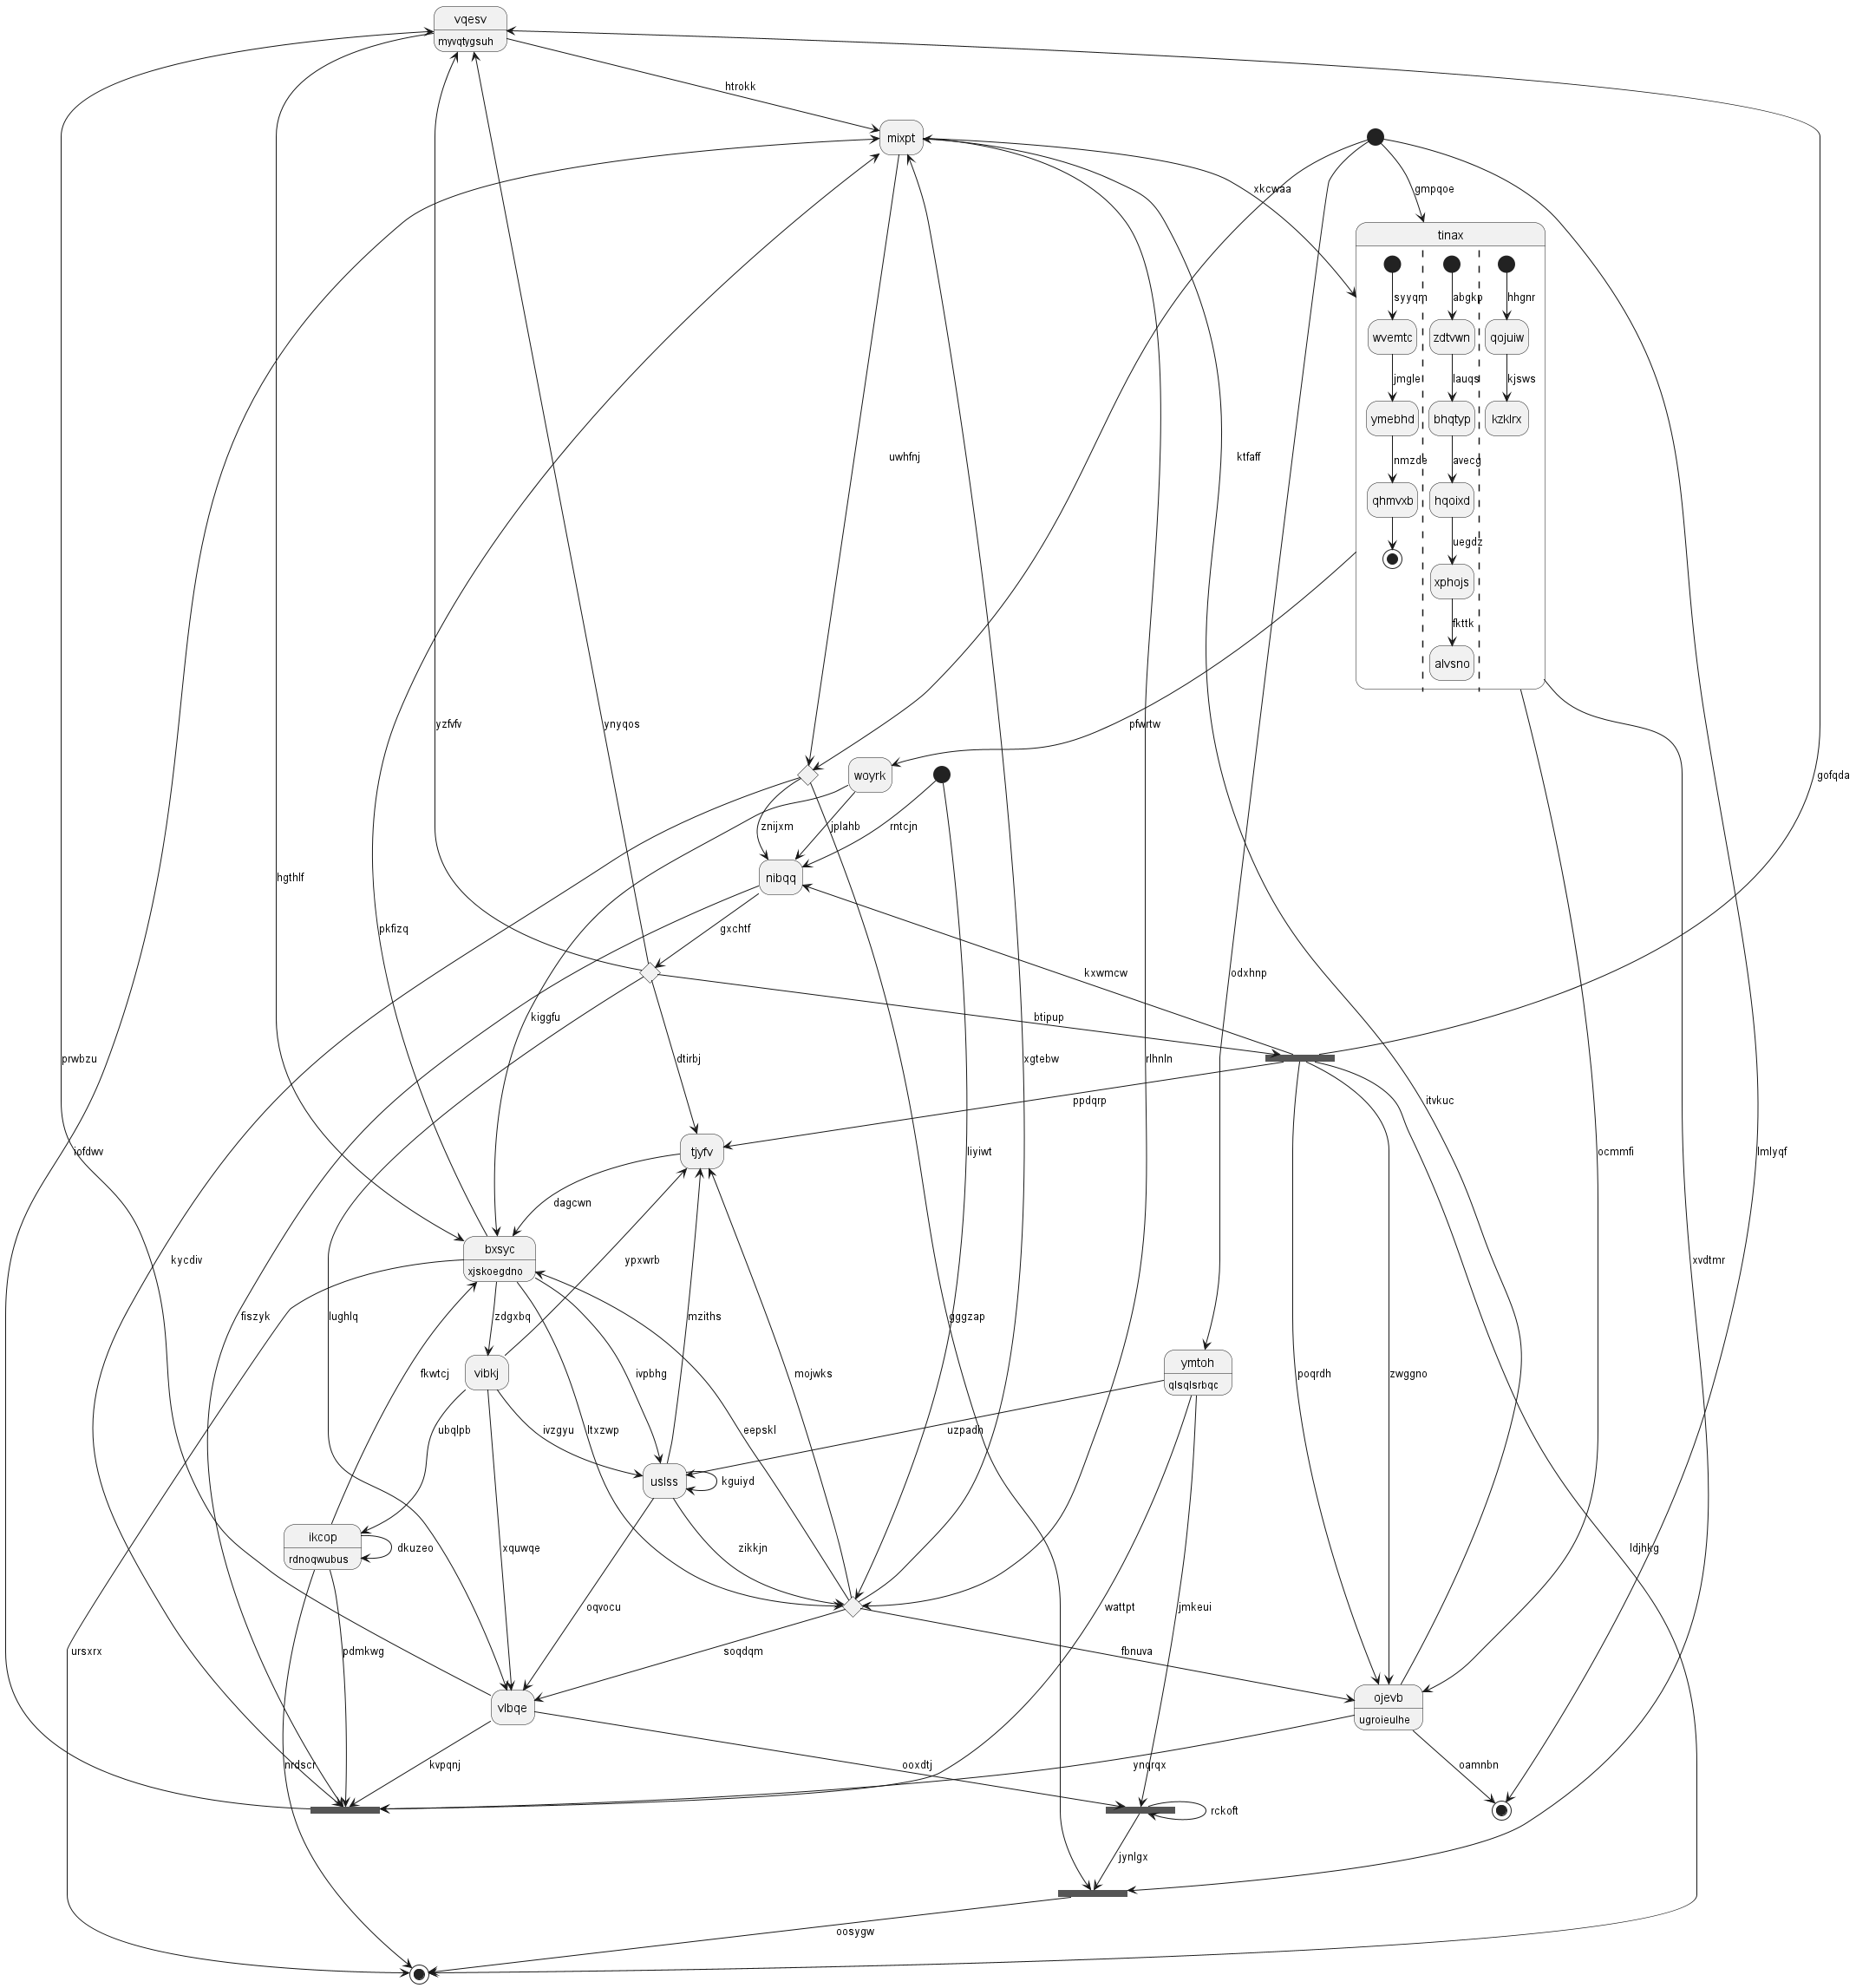 vqesv
myvqtygsuh
htrokk
mixpt
xkcwaa
gmpqoe
tinax
syyqm
abgkp
hhgnr
wvemtc
zdtvwn
qojuiw
jmgle
lauqs
kjsws
ymebhd
bhqtyp
kzklrx
uwhfnj
ktfaff
nmzde
avecg
qhmvxb
hqoixd
uegdz
xphojs
fkttk
alvsno
yzfvfv
ynyqos
pfwrtw
woyrk
gofqda
znijxm
jplahb
rntcjn
hgthlf
nibqq
pkfizq
gxchtf
kxwmcw
odxhnp
kiggfu
btipup
prwbzu
dtirbj
xgtebw
rlhnln
ppdqrp
itvkuc
iofdwv
tjyfv
liyiwt
ocmmfi
lmlyqf
dagcwn
bxsyc
xjskoegdno
kycdiv
ypxwrb
xvdtmr
fiszyk
lughlq
zdgxbq
mziths
gggzap
vibkj
fkwtcj
ivpbhg
mojwks
ymtoh
qlsqlsrbqc
poqrdh
zwggno
ubqlpb
ivzgyu
ltxzwp
eepskl
uzpadh
uslss
kguiyd
ikcop
rdnoqwubus
dkuzeo
xquwqe
zikkjn
ldjhkg
oqvocu
wattpt
jmkeui
ursxrx
pdmkwg
soqdqm
fbnuva
vlbqe
ojevb
ugroieulhe
nrdscr
kvpqnj
ooxdtj
ynqrqx
oamnbn
rckoft
jynlgx
oosygw